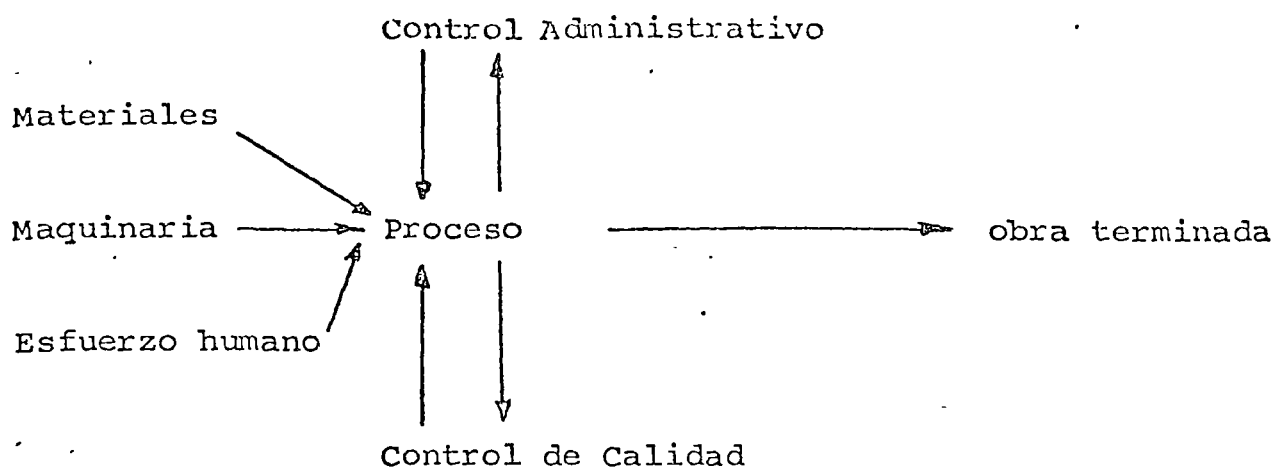 Control Administrativo
Materiales
Maquinaria
Proceso
obra terminada
Esfuerzo humano
Control de Calidad